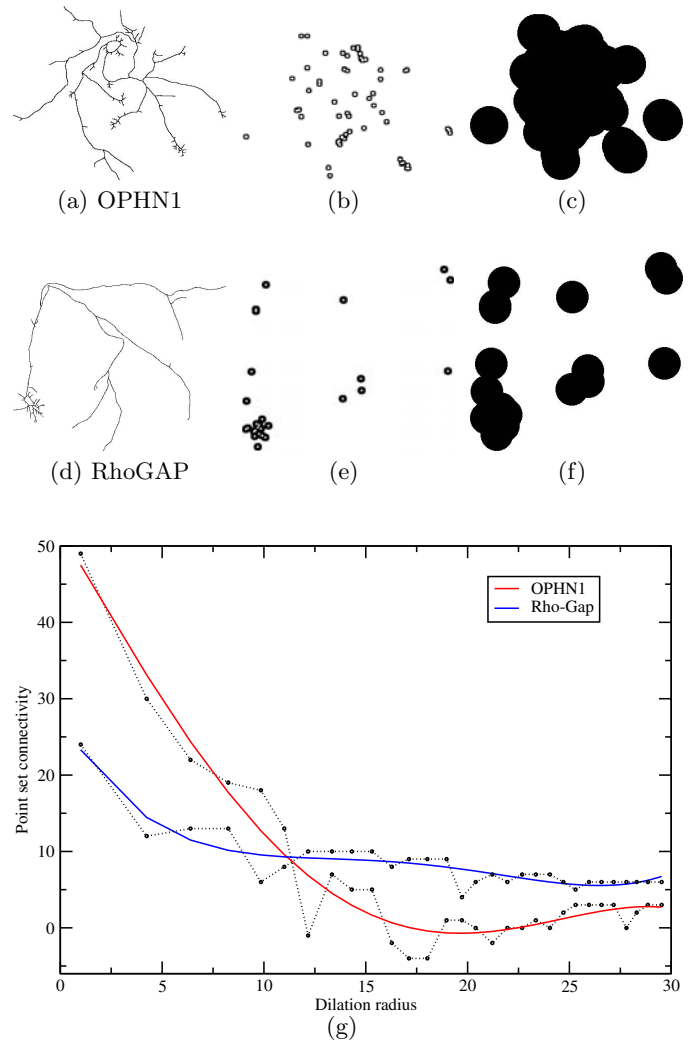 (a) OPHN1 (b) (c)
(d) RhoGAP (e) (f)
50
40
30
20
10
0
Point set connectivity
OPHN1
Rho-Gap
0 5 10 15 20 25 30
Dilation radius
(g)